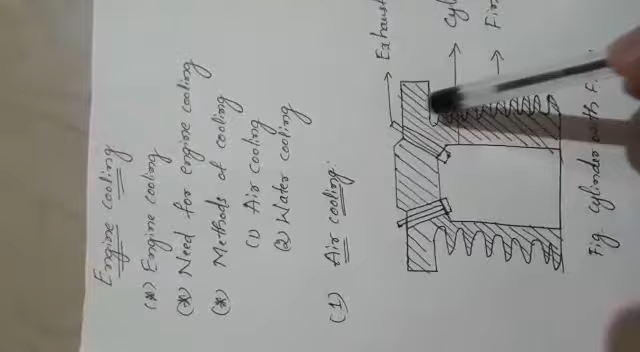 Engine cooling
(*) Engine cooling
(*) Need for engine cooling
(*) Methods of cooling
(1) Air cooling
(2) Water cooling
(1) Air cooling:
Exhaust
Fig. Cylinder with